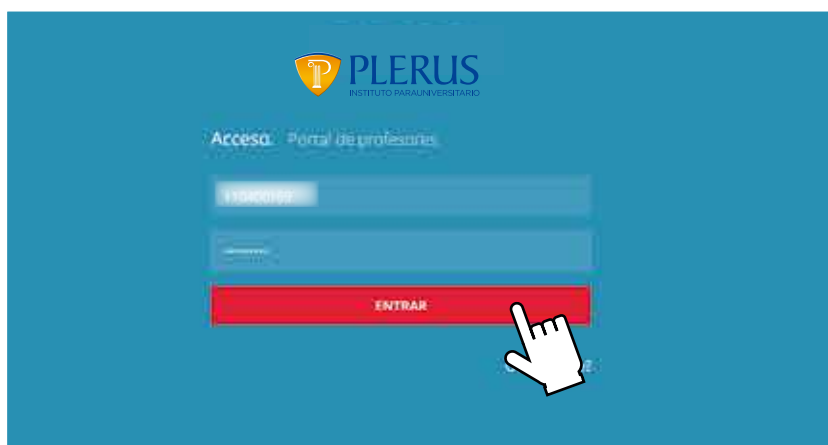 PLERUS
INSTITUTO PARAUNIVERSITARIO
Acceso. Portal de profesores.
ENTRAR